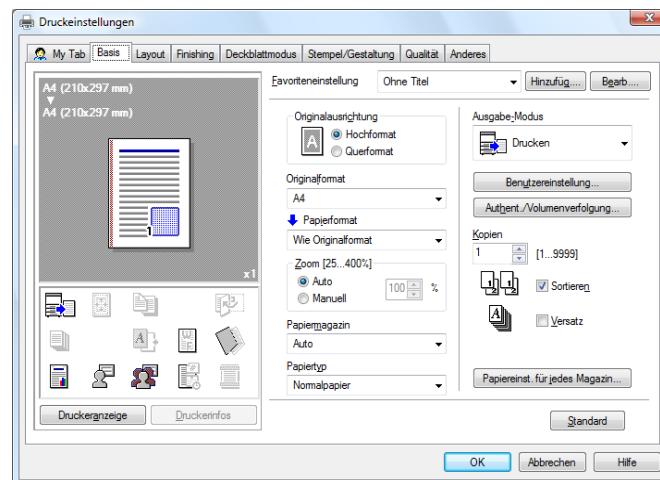 Druckeinstellungen
My Tab Basis Layout Finishing Deckblattmodus Stempel/Gestaltung Qualität Anderes
A4 (210x297 mm)
A4 (210x297 mm)
1
x1
Druckeranzeige Druckerinfos
Favoriteneinstellung Ohne Titel Hinzufüg.... Bearb....
Originalausrichtung
A
Hochformat
Querformat
Originalformat
A4
Papierformat
Wie Originalformat
Zoom [25...400%]
Auto
Manuell
100 %
Papiermagazin
Auto
Papiertyp
Normalpapier
Ausgabe-Modus
Drucken
Benutzereinstellung...
Authent./Volumenverfolgung...
Kopien
1 [1...9999]
Sortieren
Versatz
Papiereinst. für jedes Magazin...
Standard
OK Abbrechen Hilfe